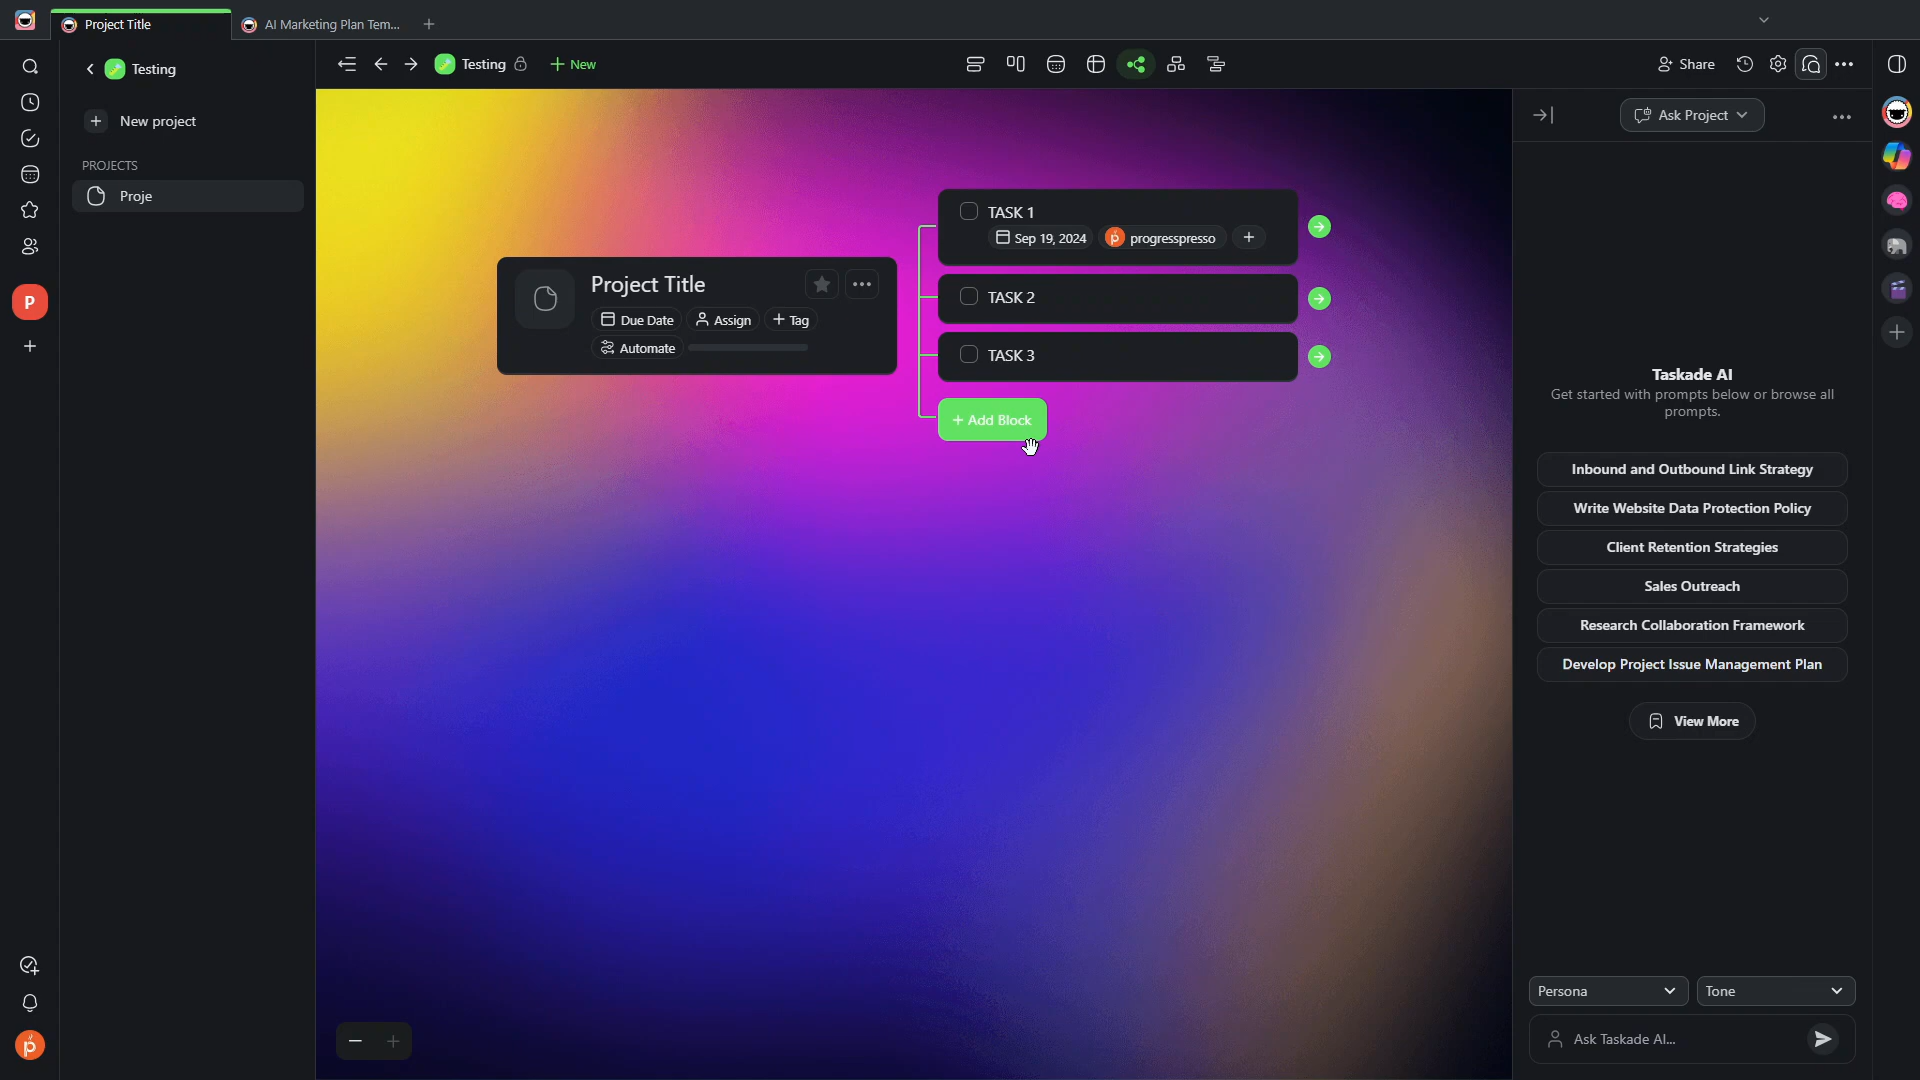 Project Title
AI Marketing Plan Tem...
Testing
Testing
New
Share
New project
PROJECTS
Proje
P
Project Title
Due Date
Assign
+ Tag
Automate
TASK 1
Sep 19, 2024
progresspresso
TASK 2
TASK 3
+ Add Block
Ask Project
Taskade AI
Get started with prompts below or browse all
prompts.
Inbound and Outbound Link Strategy
Write Website Data Protection Policy
Client Retention Strategies
Sales Outreach
Research Collaboration Framework
Develop Project Issue Management Plan
View More
Persona
Tone
Ask Taskade AI...